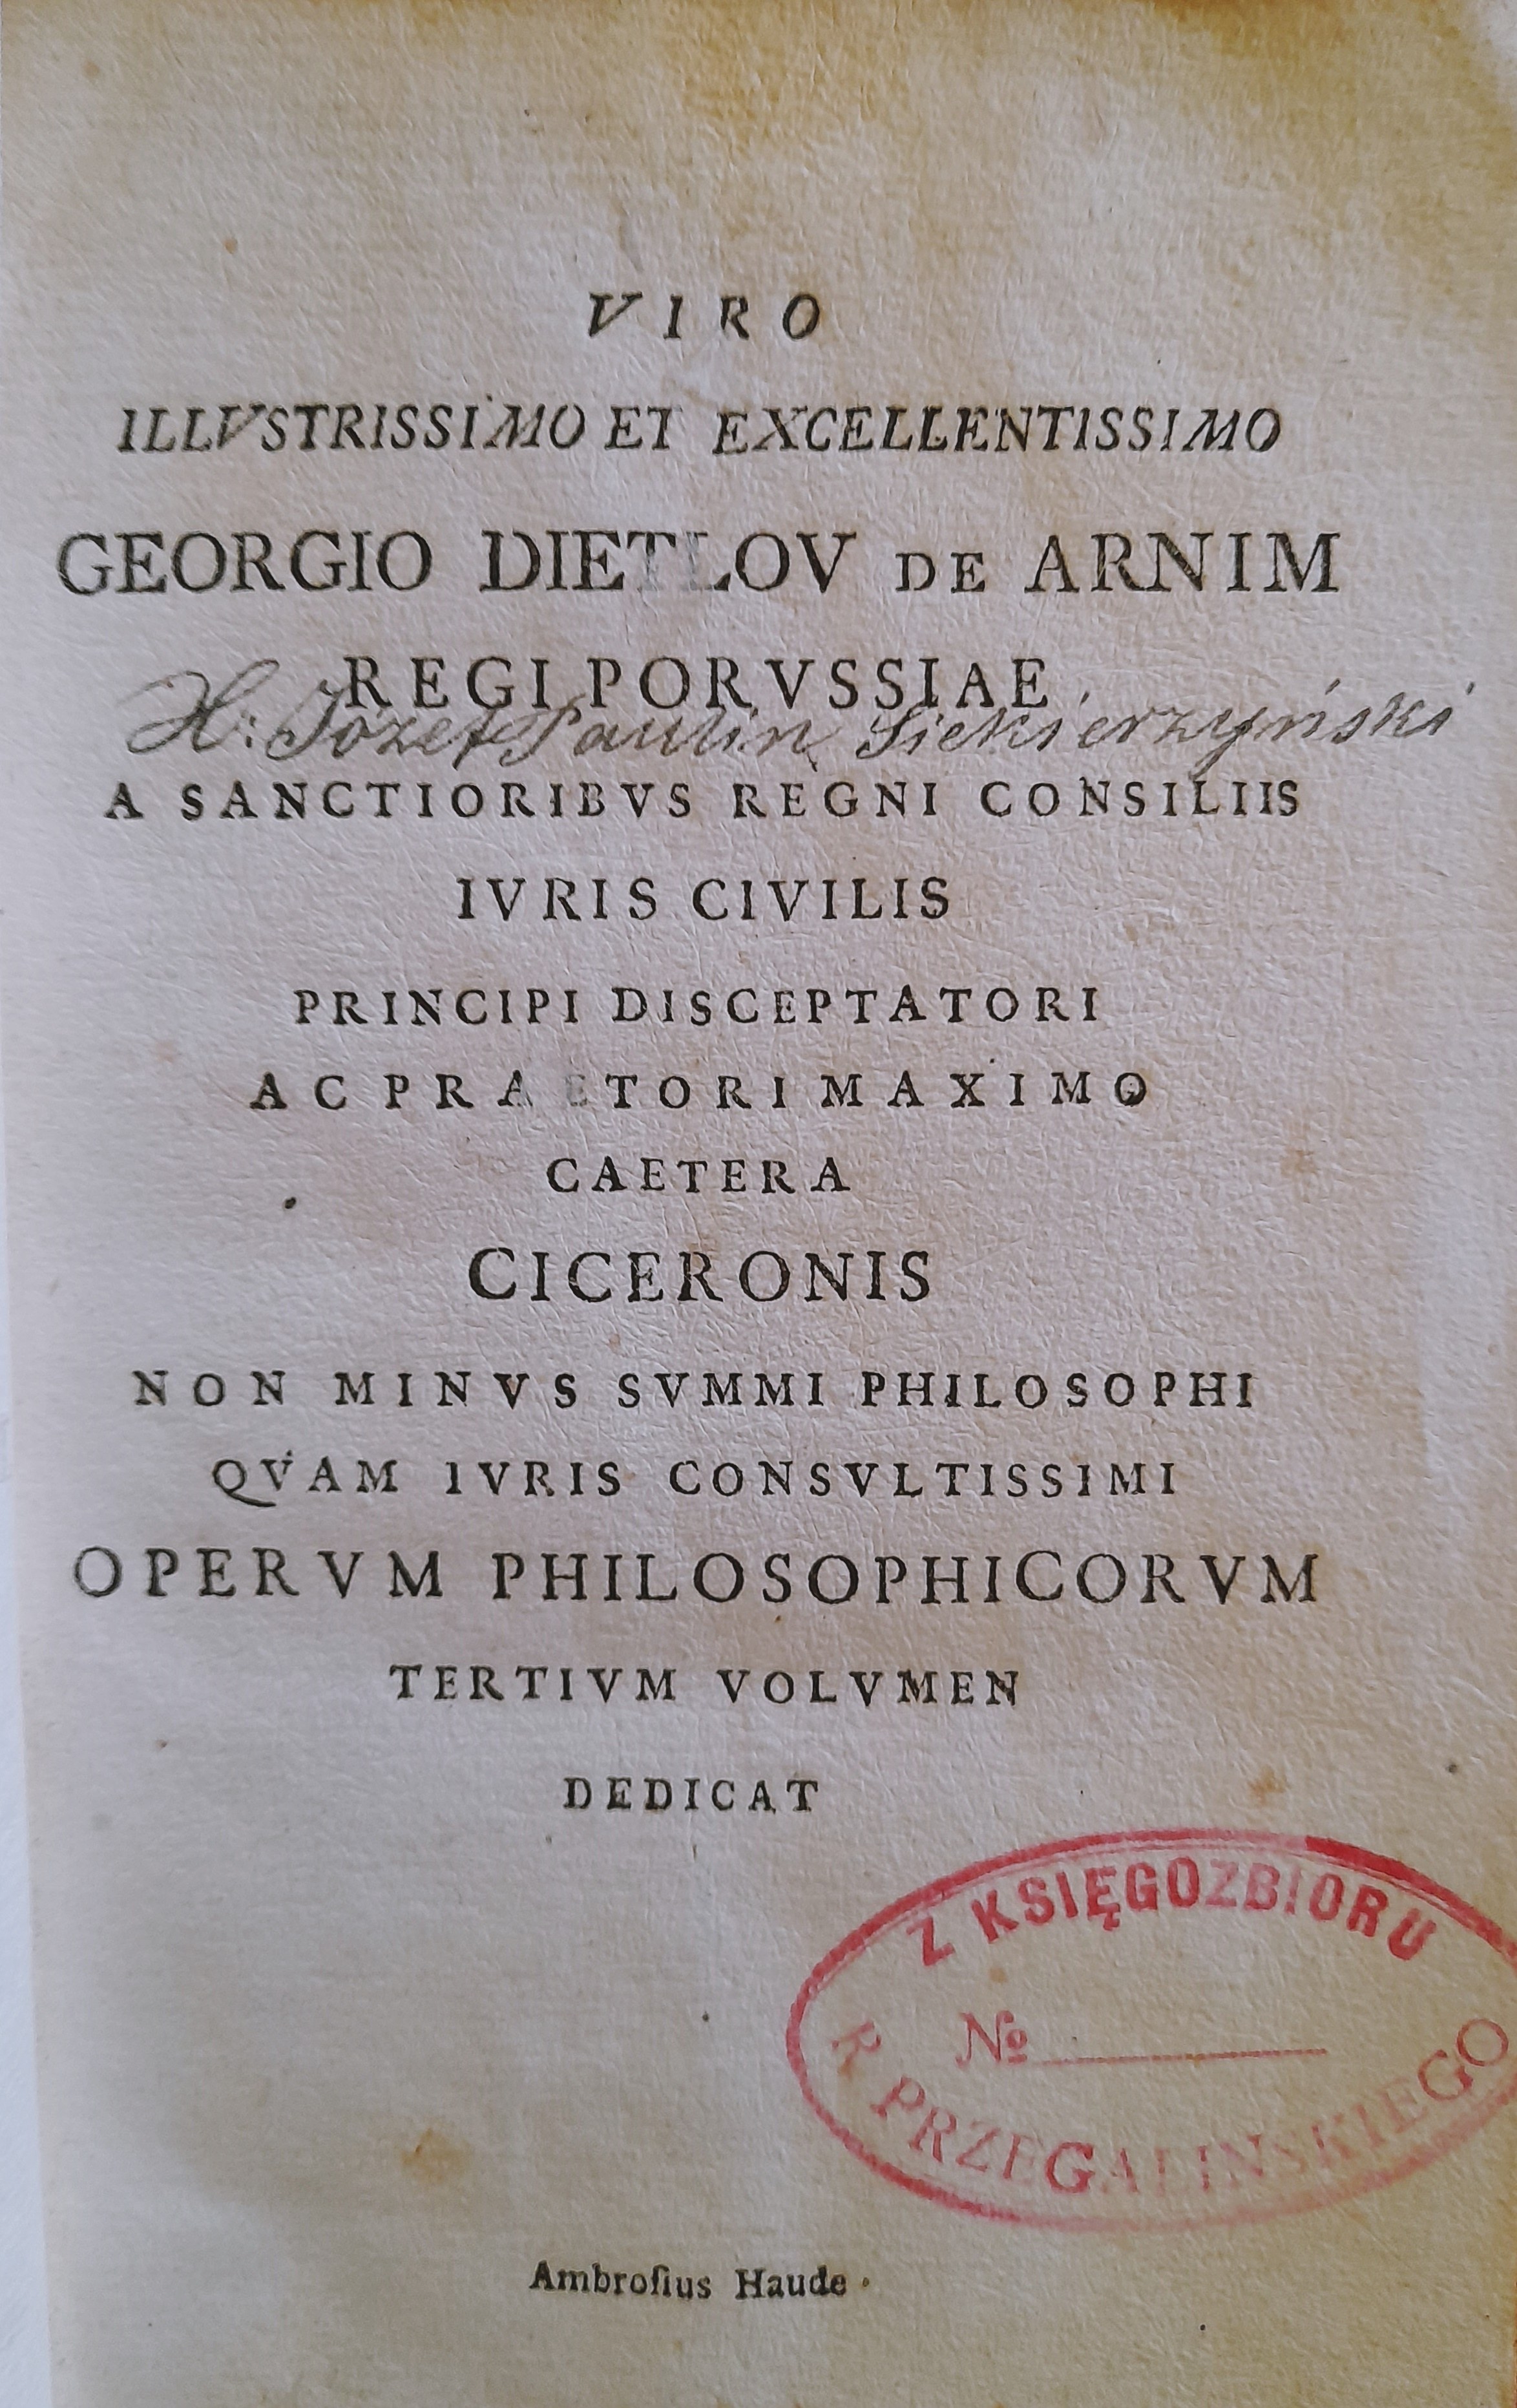 VIRO
ILLVSTRISSIMO ET EXCELLENTISSIMO
GEORGIO DIETLOV DE ARNIM
REGI PORVSSIAE
H: Józef Paulin Siekierzyński
A SANCTIORIBVS REGNI CONSILIIS
IVRIS CIVILIS
PRINCIPI DISCEPTATORI
AC PRAETORI MAXIMO
CAETERA
CICERONIS
NON MINVS SVMMI PHILOSOPHI
QVAM IVRIS CONSVLTISSIMI
OPERVM PHILOSOPHICORVM
TERTIVM VOLVMEN
DEDICAT
Z KSIĘGOZBIORU
№
R PRZEGALINSKIEGO
Ambroſius Haude.